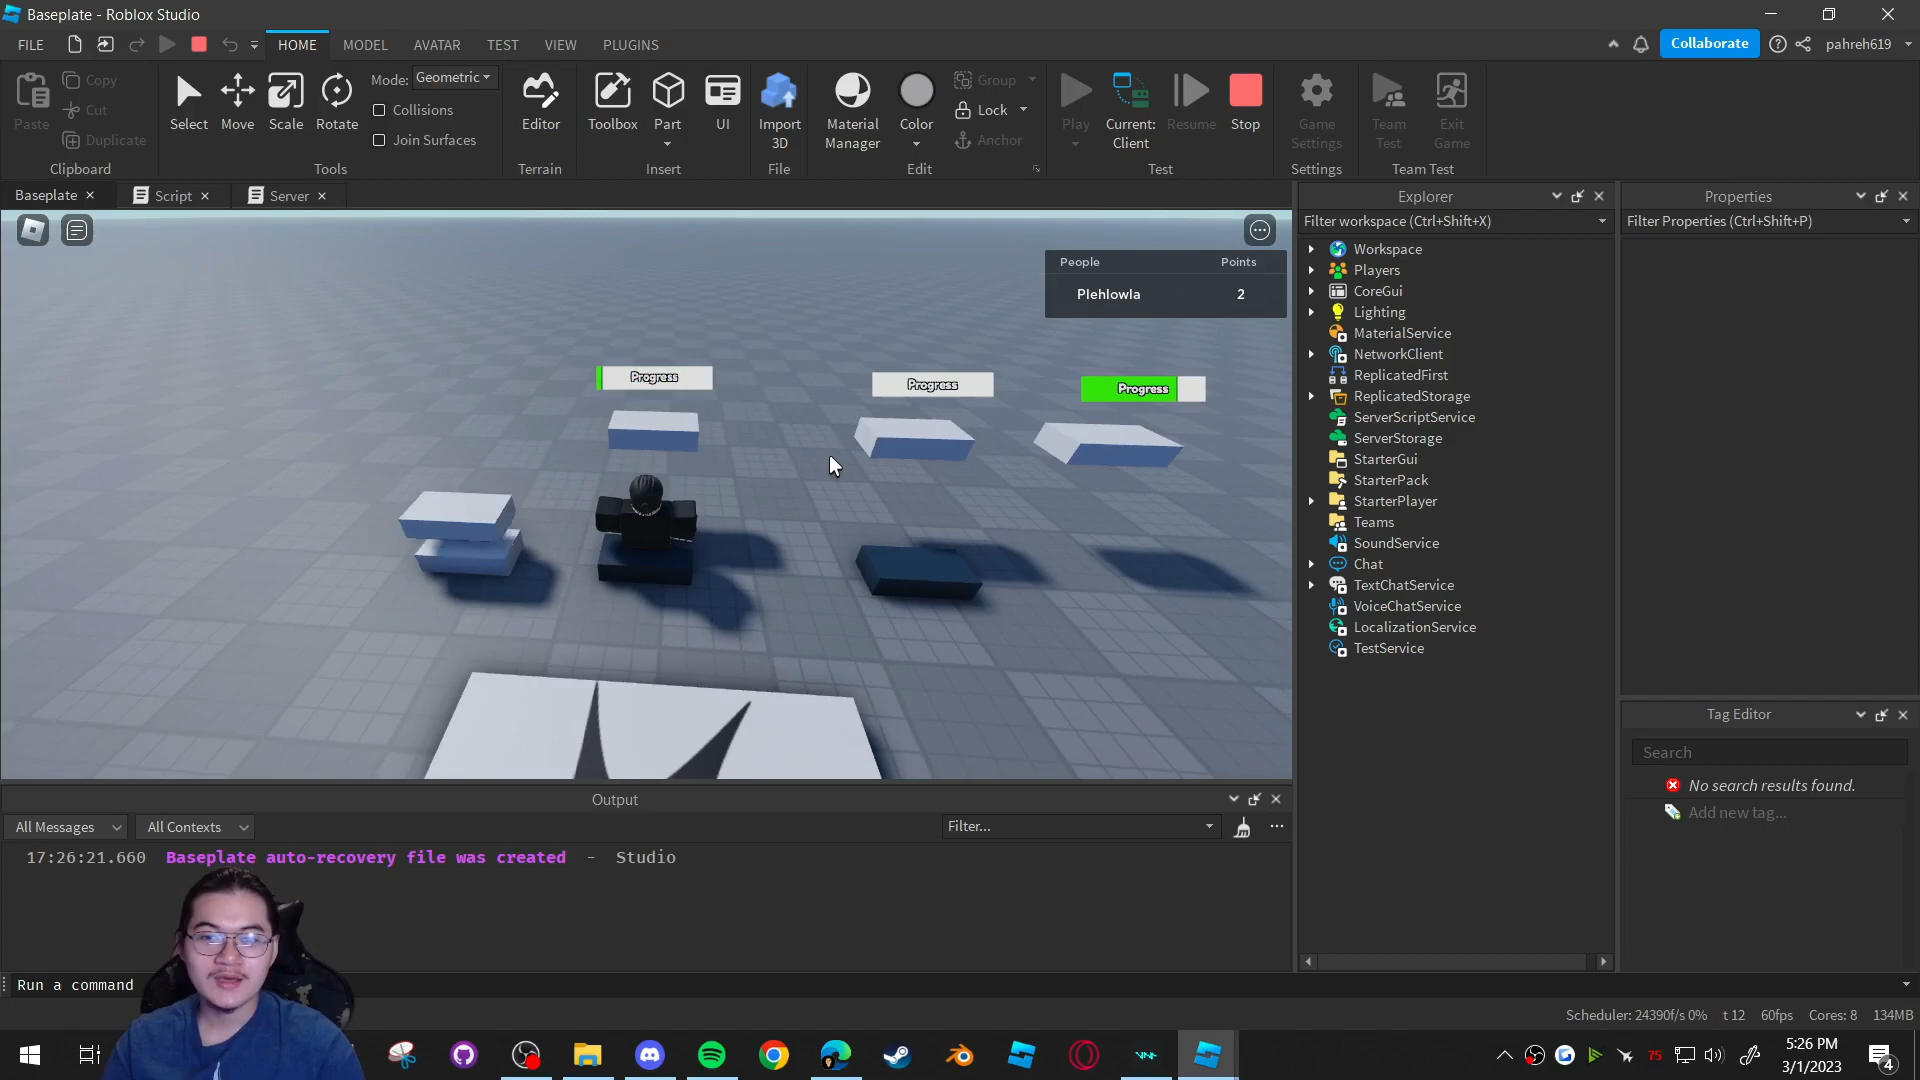 Baseplate - Roblox Studio
FILE HOME MODEL AVATAR TEST VIEW PLUGINS Collaborate pahreh619
Paste Copy Cut Duplicate Clipboard
Select Move Scale Rotate Mode: Geometric Collisions Join Surfaces Tools
Editor Terrain
Toolbox Part UI Insert
Import 3D File
Material Manager Color Group Lock Anchor Edit
Play Current: Client Resume Stop Test
Game Settings Settings
Team Test Exit Game Team Test
Baseplate Script Server
People Points
Plehlowla 2
Progress Progress Progress
Explorer
Filter workspace (Ctrl+Shift+X)
Workspace
Players
CoreGui
Lighting
MaterialService
NetworkClient
ReplicatedFirst
ReplicatedStorage
ServerScriptService
ServerStorage
StarterGui
StarterPack
StarterPlayer
Teams
SoundService
Chat
TextChatService
VoiceChatService
LocalizationService
TestService
Properties
Filter Properties (Ctrl+Shift+P)
Tag Editor
Search
No search results found.
Add new tag...
Output
All Messages All Contexts Filter...
17:26:21.660 Baseplate auto-recovery file was created - Studio
Run a command
Scheduler: 24390f/s 0% t 12 60fps Cores: 8 134MB
75
5:26 PM
3/1/2023
4